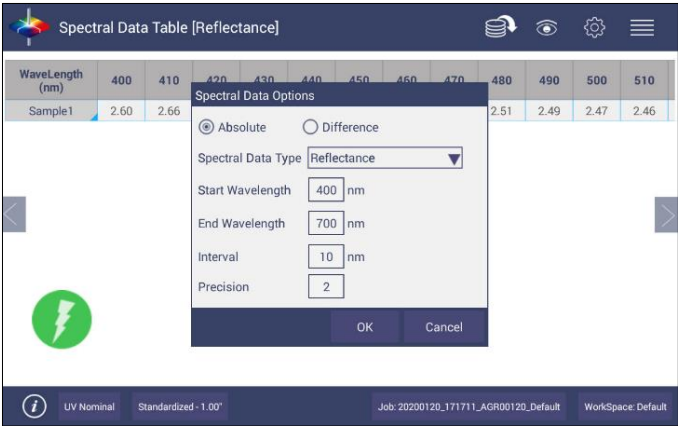 Spectral Data Table [Reflectance]
WaveLength (nm) 400 410 420 430 440 450 460 470 480 490 500 510
Sample1 2.60 2.66 2.51 2.49 2.47 2.46
Spectral Data Options
Absolute Difference
Spectral Data Type Reflectance
Start Wavelength 400 nm
End Wavelength 700 nm
Interval 10 nm
Precision 2
OK Cancel
i UV Nominal Standardized - 1.00" Job: 20200120_171711_AGR00120_Default WorkSpace: Default